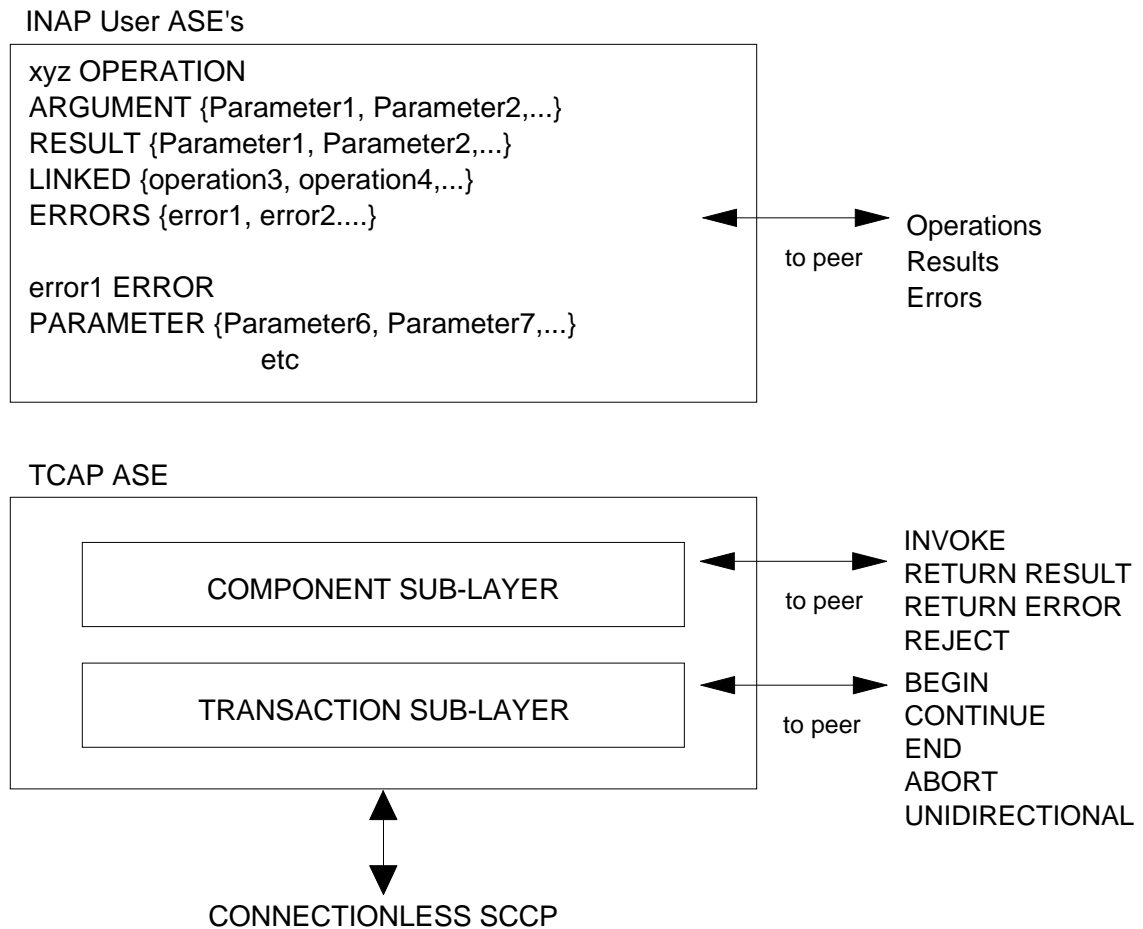 INAP User ASE's
xyz OPERATION
ARGUMENT {Parameter1, Parameter2,...}
RESULT {Parameter1, Parameter2,...}
LINKED {operation3, operation4,...}
ERRORS {error1, error2....}
error1 ERROR
PARAMETER {Parameter6, Parameter7,...}
etc
to peer
Operations
Results
Errors
TCAP ASE
COMPONENT SUB-LAYER
to peer
INVOKE
RETURN RESULT
RETURN ERROR
REJECT
TRANSACTION SUB-LAYER
to peer
BEGIN
CONTINUE
END
ABORT
UNIDIRECTIONAL
CONNECTIONLESS SCCP